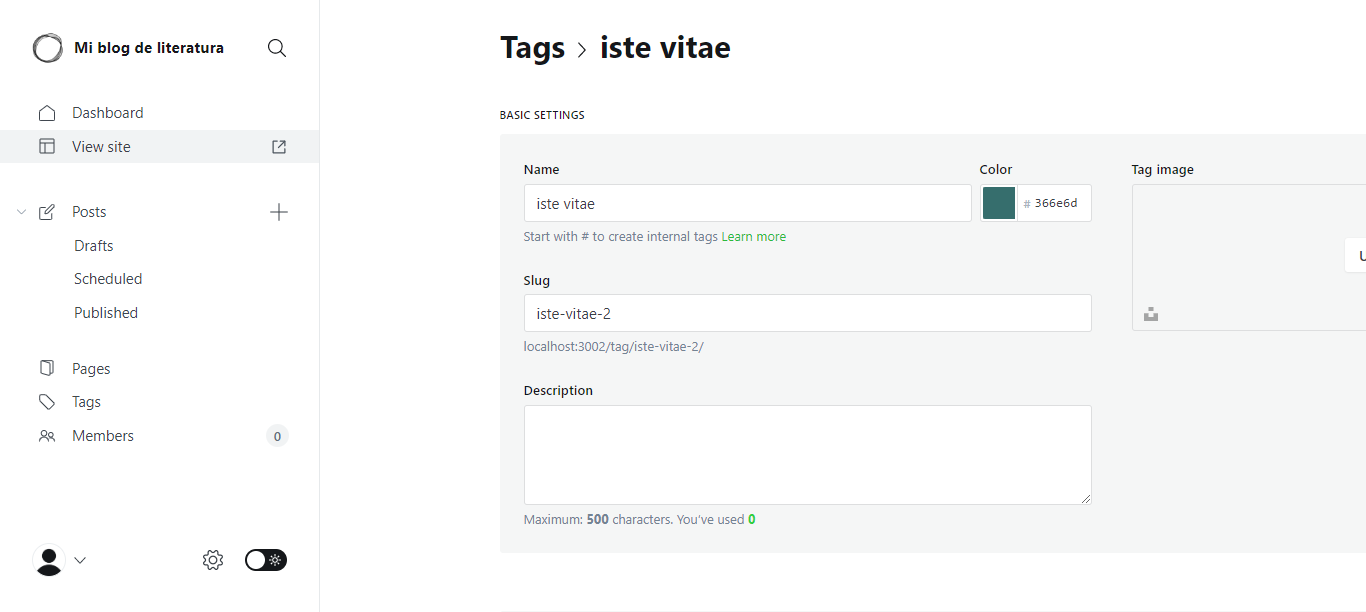 Mi blog de literatura
Dashboard
View site
Posts
Drafts
Scheduled
Published
Pages
Tags
Members 0
Tags › iste vitae
BASIC SETTINGS
Name
iste vitae
Start with # to create internal tags Learn more
Color
# 366e6d
Slug
iste-vitae-2
localhost:3002/tag/iste-vitae-2/
Description
Maximum: 500 characters. You’ve used 0
Tag image